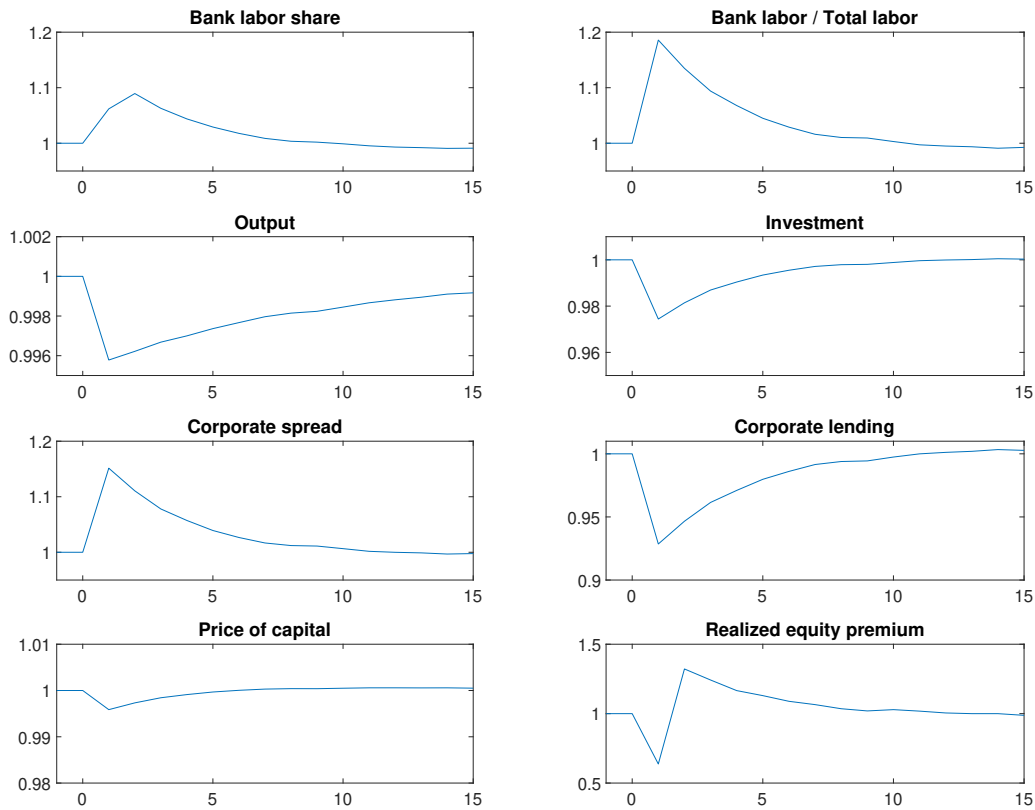 Bank labor share
1.2
1.1
1
0 5 10 15
Bank labor / Total labor
1.2
1.1
1
0 5 10 15
Output
1.002
1
0.998
0.996
0 5 10 15
Investment
1
0.98
0.96
0 5 10 15
Corporate spread
1.2
1.1
1
0 5 10 15
Corporate lending
1
0.95
0.9
0 5 10 15
Price of capital
1.01
1
0.99
0.98
0 5 10 15
Realized equity premium
1.5
1
0.5
0 5 10 15